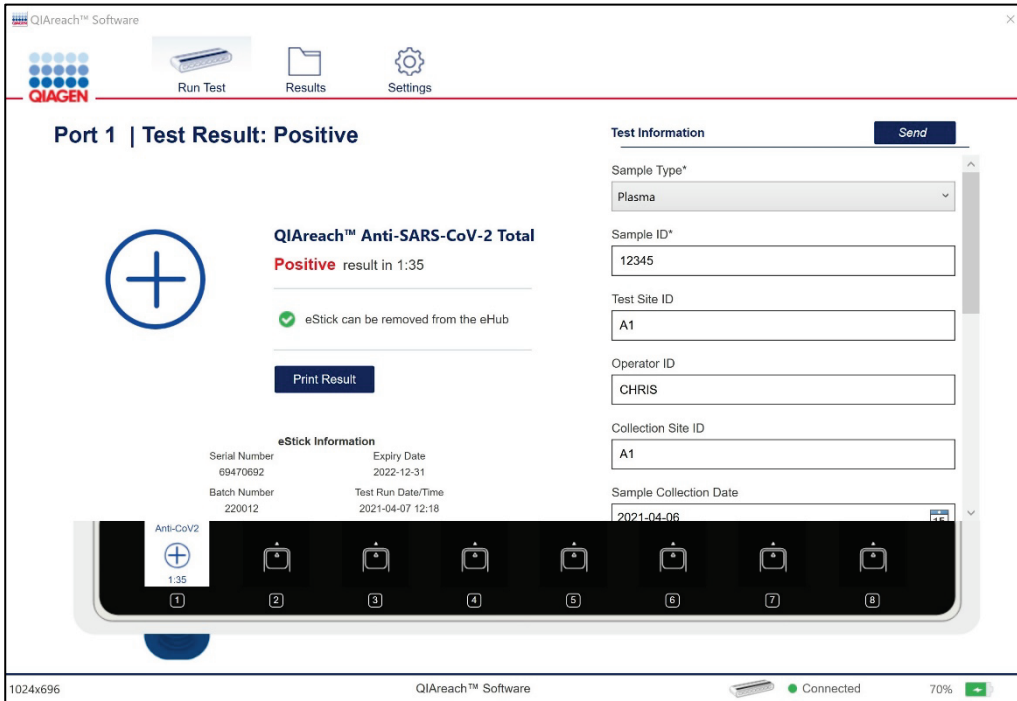 QIAreach™ Software
QIAGEN
Run Test
Results
Settings
Port 1 | Test Result: Positive
QIAreach™ Anti-SARS-CoV-2 Total
Positive result in 1:35
eStick can be removed from the eHub
Print Result
eStick Information
Serial Number
Expiry Date
69470692
2022-12-31
Batch Number
Test Run Date/Time
220012
2021-04-07 12:18
Test Information
Send
Sample Type*
Plasma
Sample ID*
12345
Test Site ID
A1
Operator ID
CHRIS
Collection Site ID
A1
Sample Collection Date
2021-04-06
15
Anti-CoV2
1:35
1
2
3
4
5
6
7
8
1024x696
QIAreach™ Software
Connected
70%